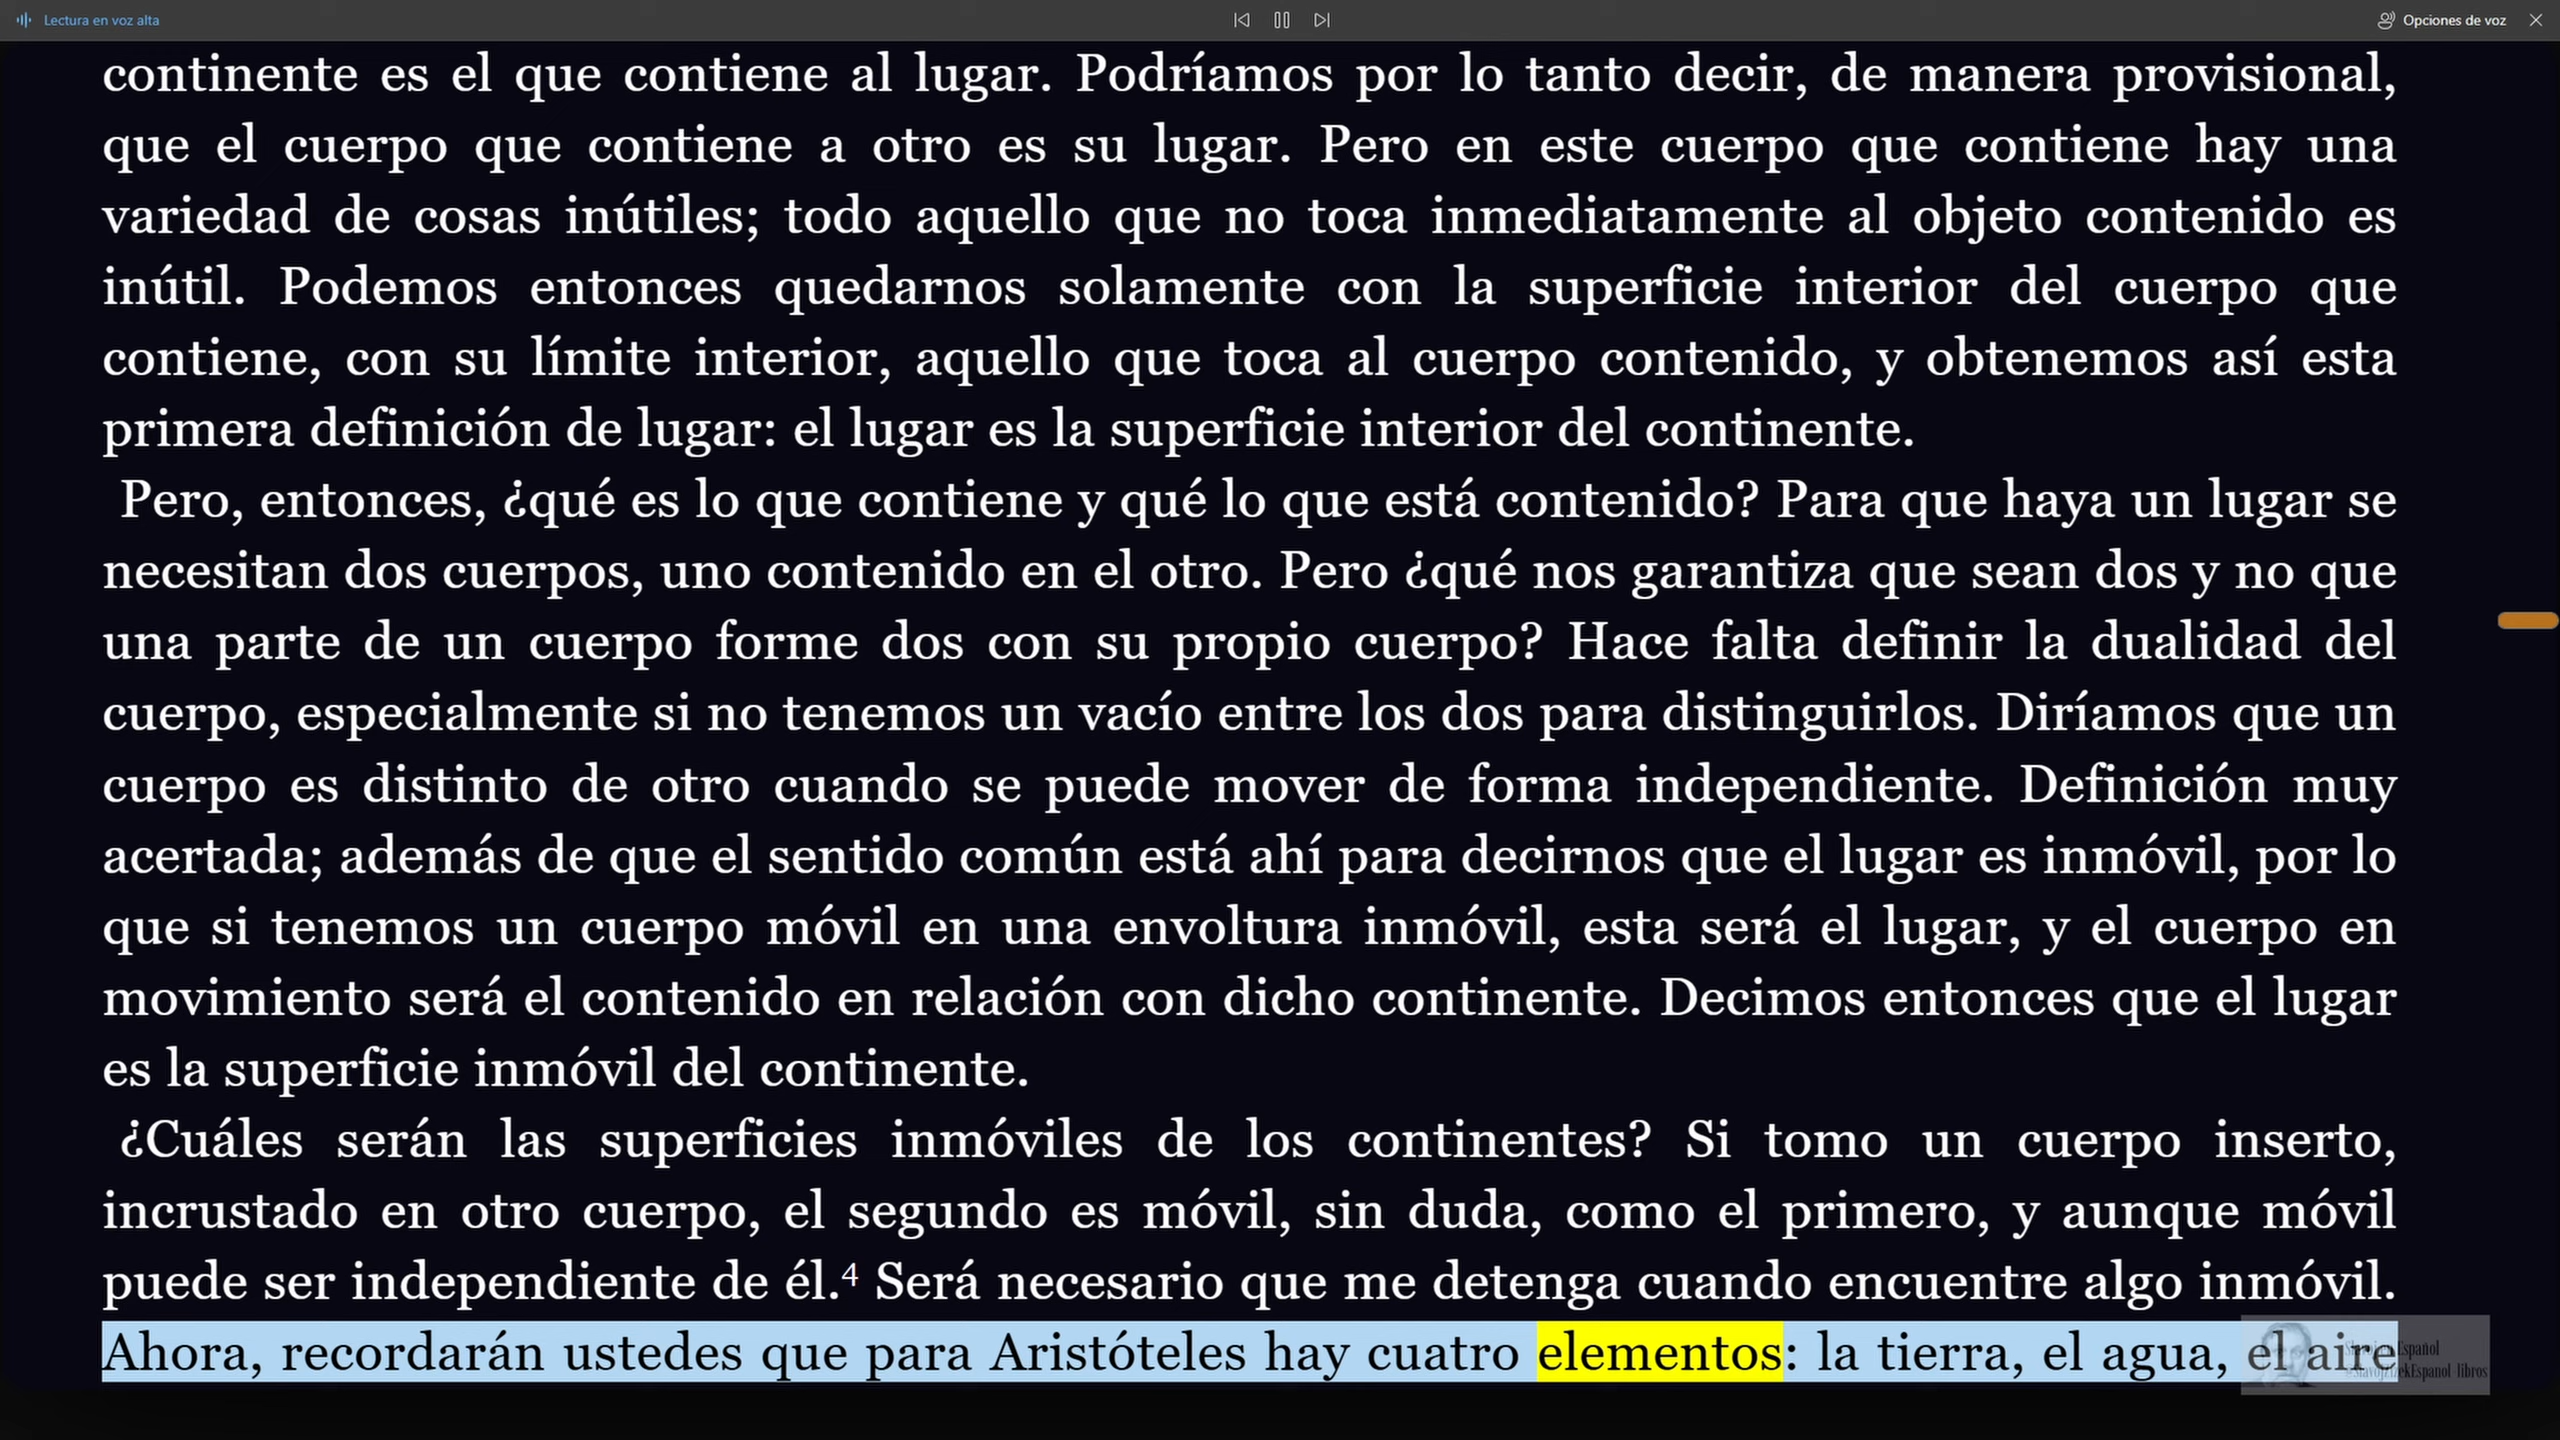 Lectura en voz alta
Opciones de voz
continente es el que contiene al lugar. Podríamos por lo tanto decir, de manera provisional,
que el cuerpo que contiene a otro es su lugar. Pero en este cuerpo que contiene hay una
variedad de cosas inútiles; todo aquello que no toca inmediatamente al objeto contenido es
inútil. Podemos entonces quedarnos solamente con la superficie interior del cuerpo que
contiene, con su límite interior, aquello que toca al cuerpo contenido, y obtenemos así esta
primera definición de lugar: el lugar es la superficie interior del continente.
Pero, entonces, ¿qué es lo que contiene y qué lo que está contenido? Para que haya un lugar se
necesitan dos cuerpos, uno contenido en el otro. Pero ¿qué nos garantiza que sean dos y no que
una parte de un cuerpo forme dos con su propio cuerpo? Hace falta definir la dualidad del
cuerpo, especialmente si no tenemos un vacío entre los dos para distinguirlos. Diríamos que un
cuerpo es distinto de otro cuando se puede mover de forma independiente. Definición muy
acertada; además de que el sentido común está ahí para decirnos que el lugar es inmóvil, por lo
que si tenemos un cuerpo móvil en una envoltura inmóvil, esta será el lugar, y el cuerpo en
movimiento será el contenido en relación con dicho continente. Decimos entonces que el lugar
es la superficie inmóvil del continente.
¿Cuáles serán las superficies inmóviles de los continentes? Si tomo un cuerpo inserto,
incrustado en otro cuerpo, el segundo es móvil, sin duda, como el primero, y aunque móvil
puede ser independiente de él.⁴ Será necesario que me detenga cuando encuentre algo inmóvil.
Ahora, recordarán ustedes que para Aristóteles hay cuatro elementos: la tierra, el agua, el aire
Español
libros